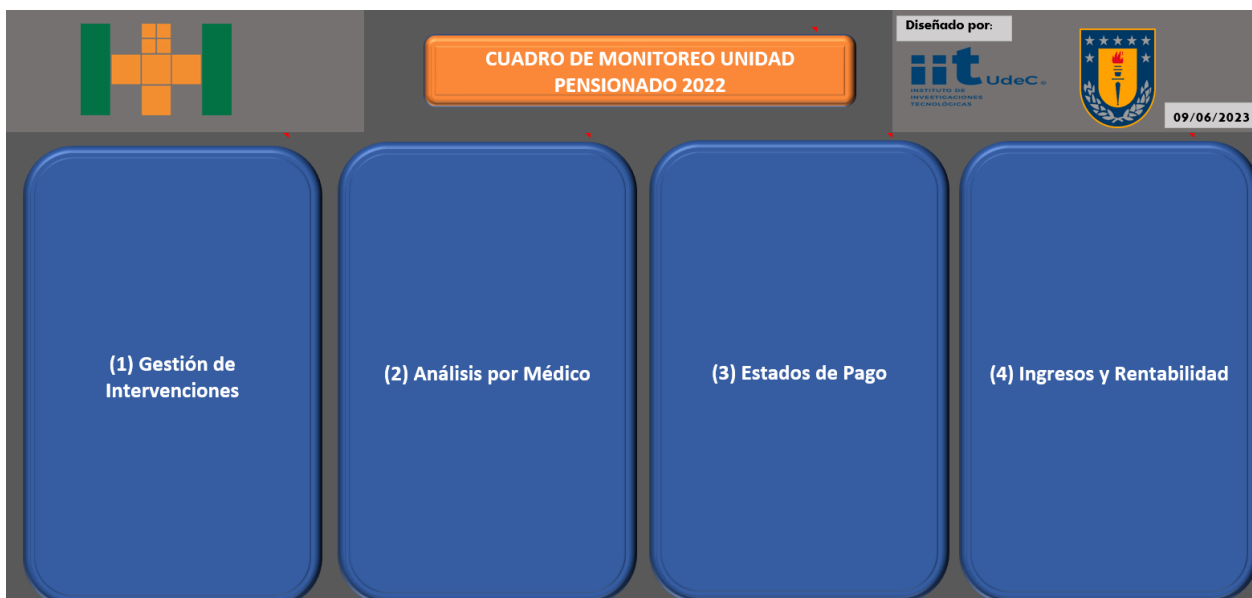 CUADRO DE MONITOREO UNIDAD
PENSIONADO 2022
Diseñado por:
iit UdeC
INSTITUTO DE
INVESTIGACIONES
TECNOLÓGICAS
09/06/2023
(1) Gestión de
Intervenciones
(2) Análisis por Médico
(3) Estados de Pago
(4) Ingresos y Rentabilidad